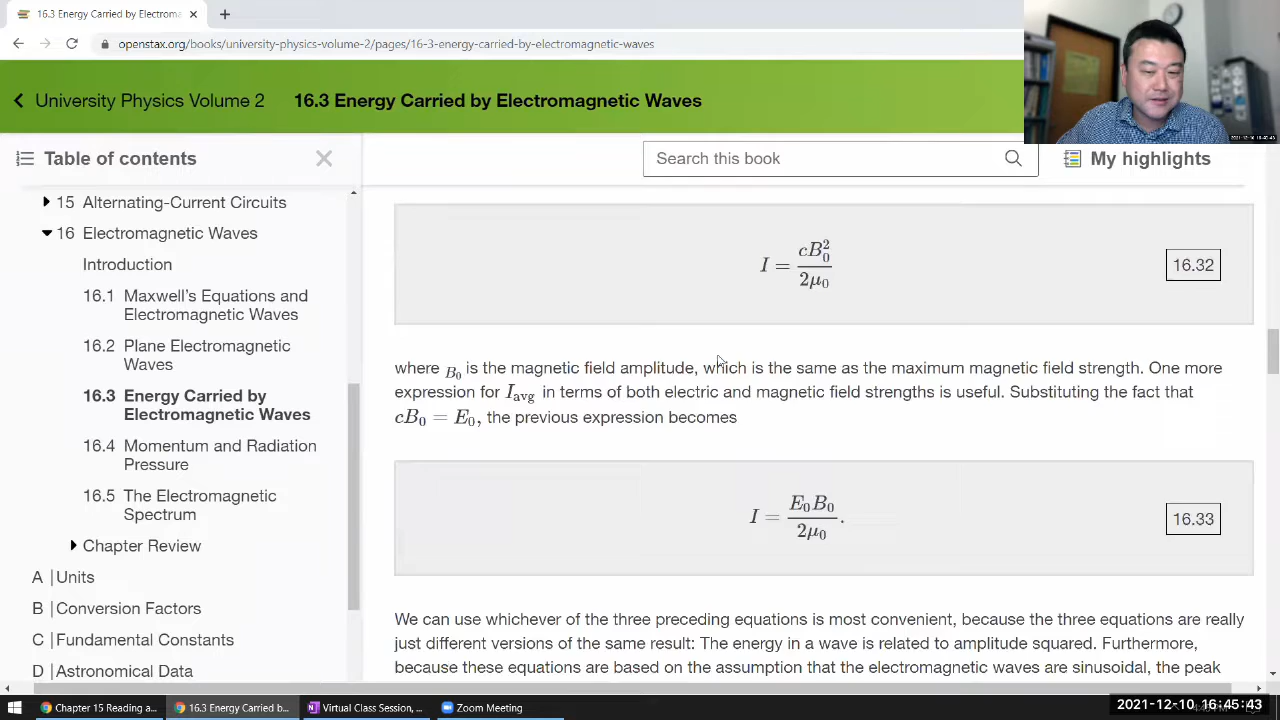 16.3 Energy Carried by Electroma
openstax.org/books/university-physics-volume-2/pages/16-3-energy-carried-by-electromagnetic-waves
University Physics Volume 2 16.3 Energy Carried by Electromagnetic Waves
Table of contents
Search this book
My highlights
15 Alternating-Current Circuits
16 Electromagnetic Waves
Introduction
16.1 Maxwell's Equations and
Electromagnetic Waves
16.2 Plane Electromagnetic
Waves
16.3 Energy Carried by
Electromagnetic Waves
16.4 Momentum and Radiation
Pressure
16.5 The Electromagnetic
Spectrum
Chapter Review
A | Units
B | Conversion Factors
C | Fundamental Constants
D | Astronomical Data
I = cB₀²/2μ₀ 16.32
where B₀ is the magnetic field amplitude, which is the same as the maximum magnetic field strength. One more
expression for I_avg in terms of both electric and magnetic field strengths is useful. Substituting the fact that
cB₀ = E₀, the previous expression becomes
I = E₀B₀/2μ₀. 16.33
We can use whichever of the three preceding equations is most convenient, because the three equations are really
just different versions of the same result: The energy in a wave is related to amplitude squared. Furthermore,
because these equations are based on the assumption that the electromagnetic waves are sinusoidal, the peak
2021-12-10 16:45:43
Chapter 15 Reading a...
16.3 Energy Carried b...
Virtual Class Session, ...
Zoom Meeting
2021-12-10 16:45:43